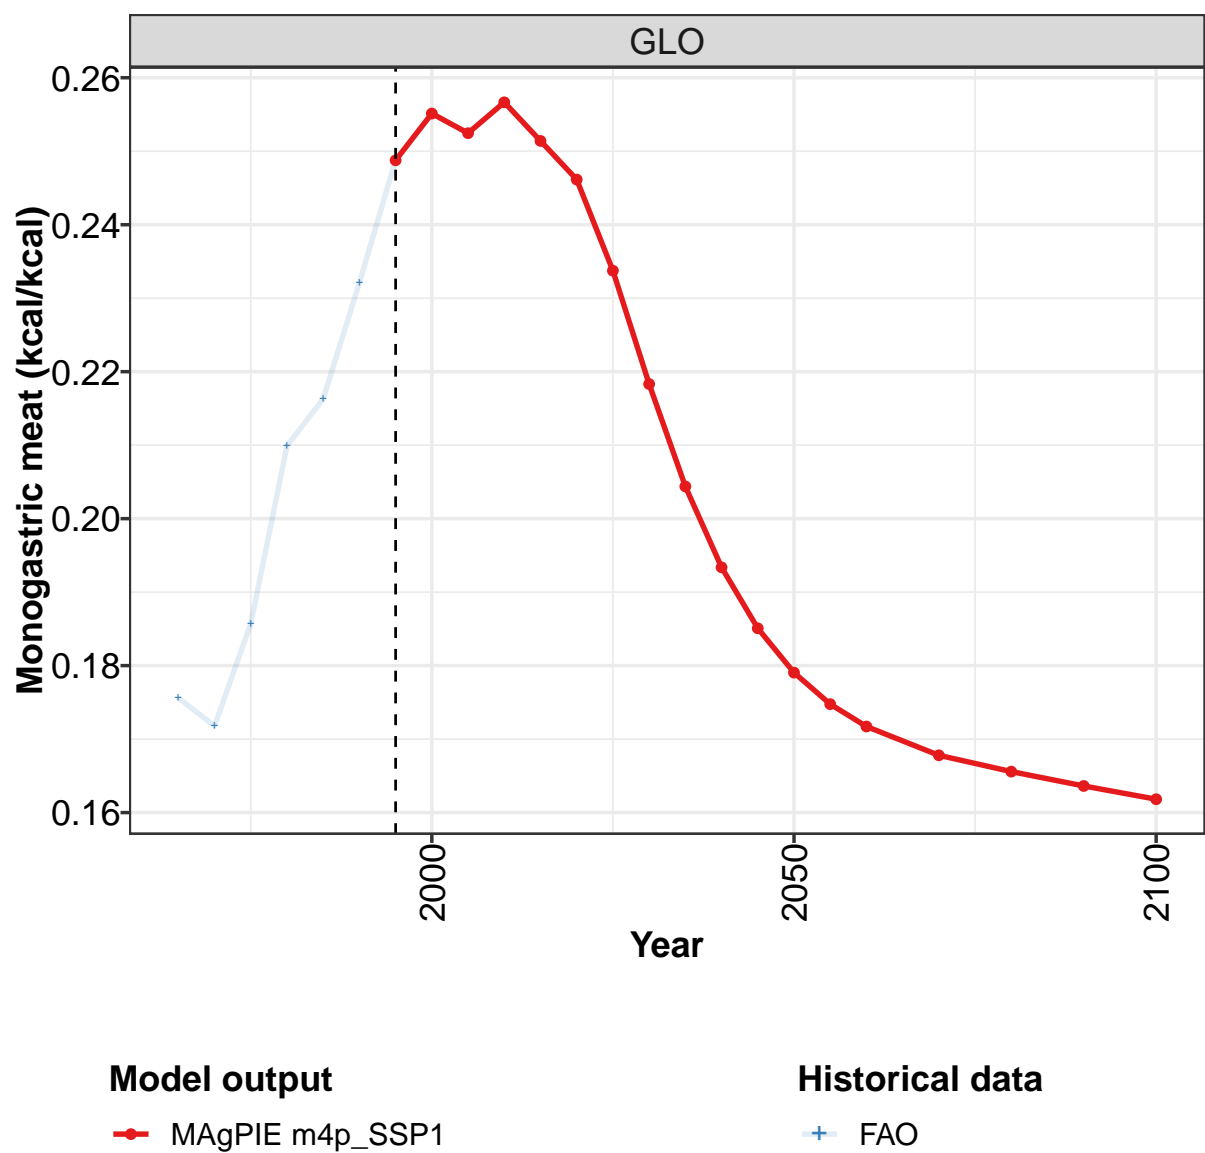 GLO
0.26
0.24
0.22
0.20
0.18
0.16
Monogastric meat (kcal/kcal)
2000
2050
2100
Year
Model output
MAgPIE m4p_SSP1
Historical data
FAO